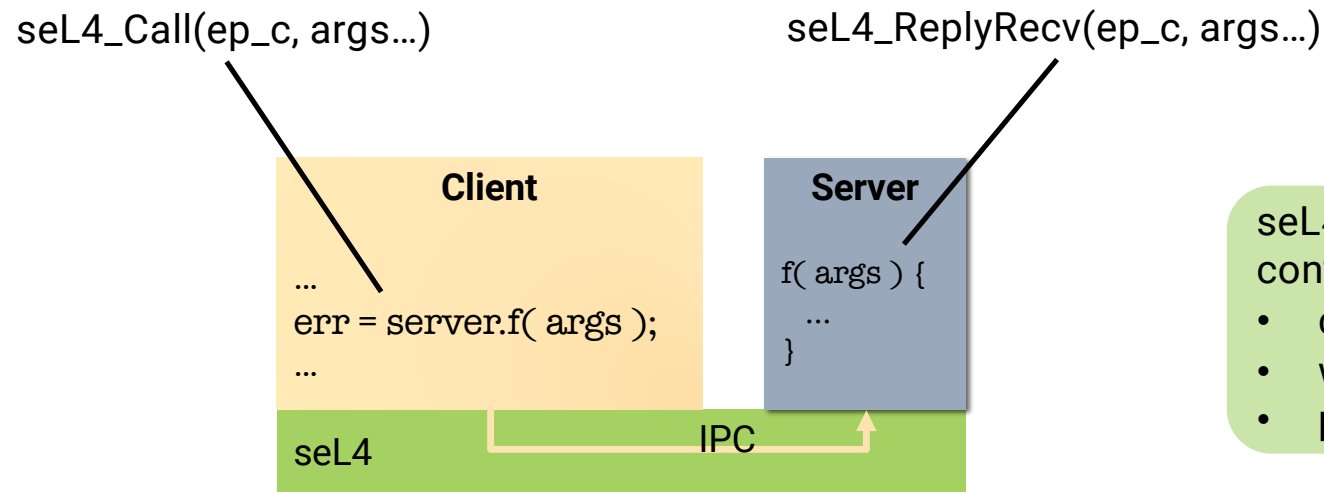 seL4_Call(ep_c, args…)
seL4_ReplyRecv(ep_c, args…)
Client
...
err = server.f( args );
...
Server
f( args ) {
...
}
seL4
IPC
•
•
•